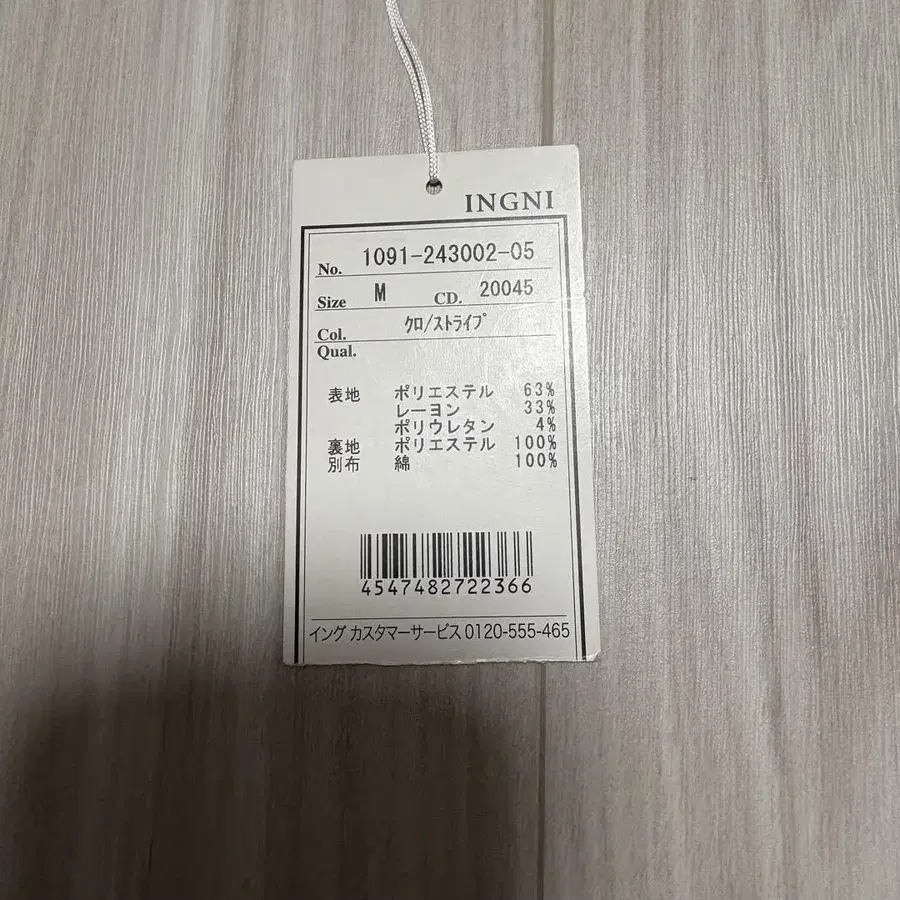 INGNI
No. 1091-243002-05
Size M CD. 20045
Col. ｸﾛ/ｽﾄﾗｲﾌﾟ
Qual.
表地 ポリエステル 63%
レーヨン 33%
ポリウレタン 4%
裏地 ポリエステル 100%
別布 綿 100%
4547482722366
イング カスタマーサービス 0120-555-465